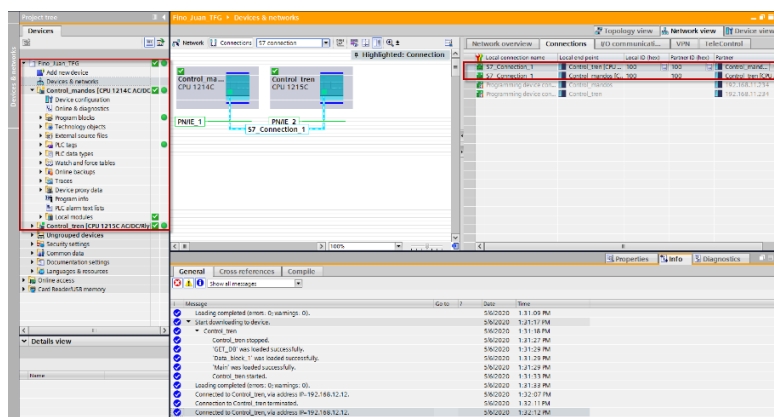 Project tree
Fino_Juan_TFG ▸ Devices & networks
Devices
Topology view
Network view
Device view
Network
Connections
S7 connection
Network overview
Connections
I/O communicati...
VPN
TeleControl
Highlighted: Connection
Local connection name
Local end point
Local ID (hex)
Partner ID (hex)
Partner
S7_Connection_1
Control_tren [CPU ...
100
100
Control_mand...
S7_Connection_1
Control_mandos [C...
100
100
Control_tren [CPU
Programming device con...
Control_mandos
192.168.11.234
Programming device con...
Control_tren
192.168.11.234
Fino_Juan_TFG
Add new device
Devices & networks
Control_mandos [CPU 1214C AC/DC
Device configuration
Online & diagnostics
Program blocks
Technology objects
External source files
PLC tags
PLC data types
Watch and force tables
Online backups
Traces
Device proxy data
Program info
PLC alarm text lists
Local modules
Control_tren [CPU 1215C AC/DC/Rly
Ungrouped devices
Security settings
Common data
Documentation settings
Languages & resources
Online access
Card Reader/USB memory
Details view
Name
Devices & networks
Control_ma...
CPU 1214C
Control_tren
CPU 1215C
PN/IE_1
PN/IE_2
S7_Connection_1
100%
Properties
Info
Diagnostics
General
Cross references
Compile
Show all messages
Message
Go to
?
Date
Time
Loading completed (errors: 0; warnings: 0).
5/6/2020
1:31:09 PM
Start downloading to device.
5/6/2020
1:31:17 PM
Control_tren
5/6/2020
1:31:18 PM
Control_tren stopped.
5/6/2020
1:31:27 PM
'GET_DB' was loaded successfully.
5/6/2020
1:31:29 PM
'Data_block_1' was loaded successfully.
5/6/2020
1:31:29 PM
'Main' was loaded successfully.
5/6/2020
1:31:29 PM
Control_tren started.
5/6/2020
1:31:33 PM
Loading completed (errors: 0; warnings: 0).
5/6/2020
1:31:33 PM
Connected to Control_tren, via address IP=192.168.12.12.
5/6/2020
1:32:07 PM
Connection to Control_tren terminated.
5/6/2020
1:32:11 PM
Connected to Control_tren, via address IP=192.168.12.12.
5/6/2020
1:32:12 PM